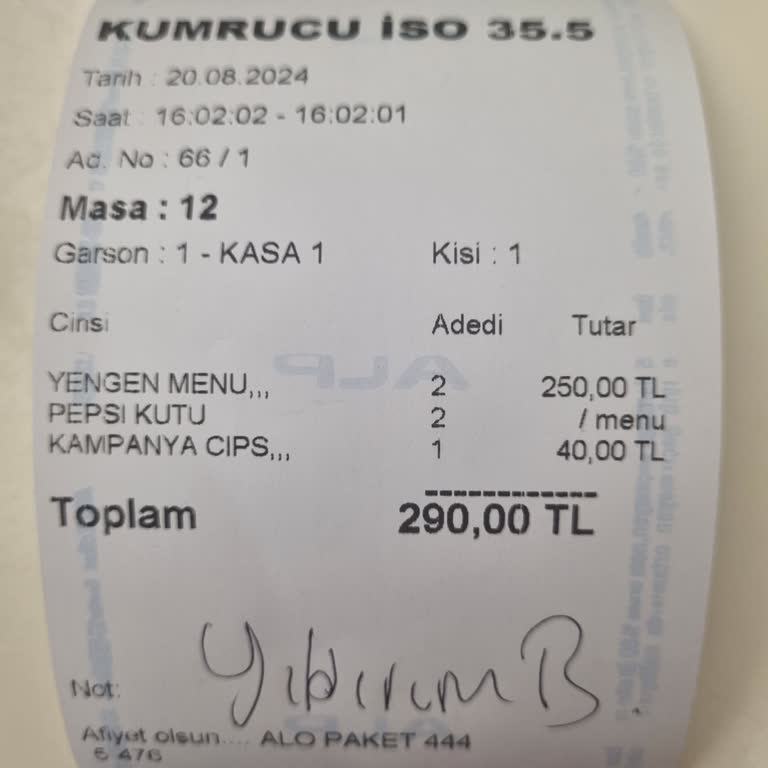 KUMRUCU İSO 35.5
Tarih : 20.08.2024
Saat : 16:02:02 - 16:02:01
Ad. No : 66 / 1
Masa : 12
Garson : 1 - KASA 1 Kisi : 1
Cinsi Adedi Tutar
YENGEN MENU,,, 2 250,00 TL
PEPSI KUTU 2 / menu
KAMPANYA CIPS,,, 1 40,00 TL
Toplam 290,00 TL
Yıldırım B.
Not:
Afiyet olsun.... ALO PAKET 444
5 476
ALP